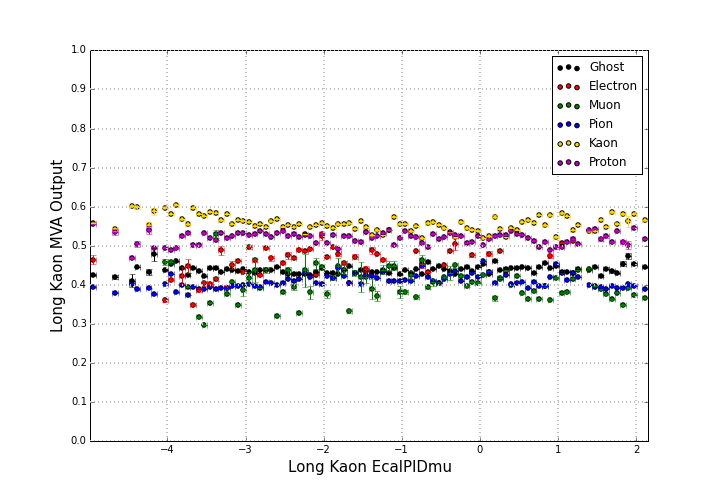 1.0
0.9
0.8
0.7
0.6
0.5
0.4
0.3
0.2
0.1
0.0
Long Kaon MVA Output
Ghost
Electron
Muon
Pion
Kaon
Proton
−4 −3 −2 −1 0 1 2
Long Kaon EcalPIDmu